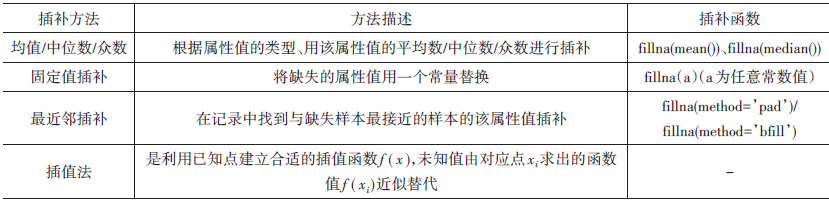 插补方法 方法描述 插补函数
均值/中位数/众数 根据属性值的类型、用该属性值的平均数/中位数/众数进行插补 fillna(mean())、fillna(median())
固定值插补 将缺失的属性值用一个常量替换 fillna(a)(a为任意常数值)
最近邻插补 在记录中找到与缺失样本最接近的样本的该属性值插补 fillna(method='pad')/
fillna(method='bfill')
插值法 是利用已知点建立合适的插值函数f(x),未知值由对应点xi求出的函数 -
值f(xi)近似替代